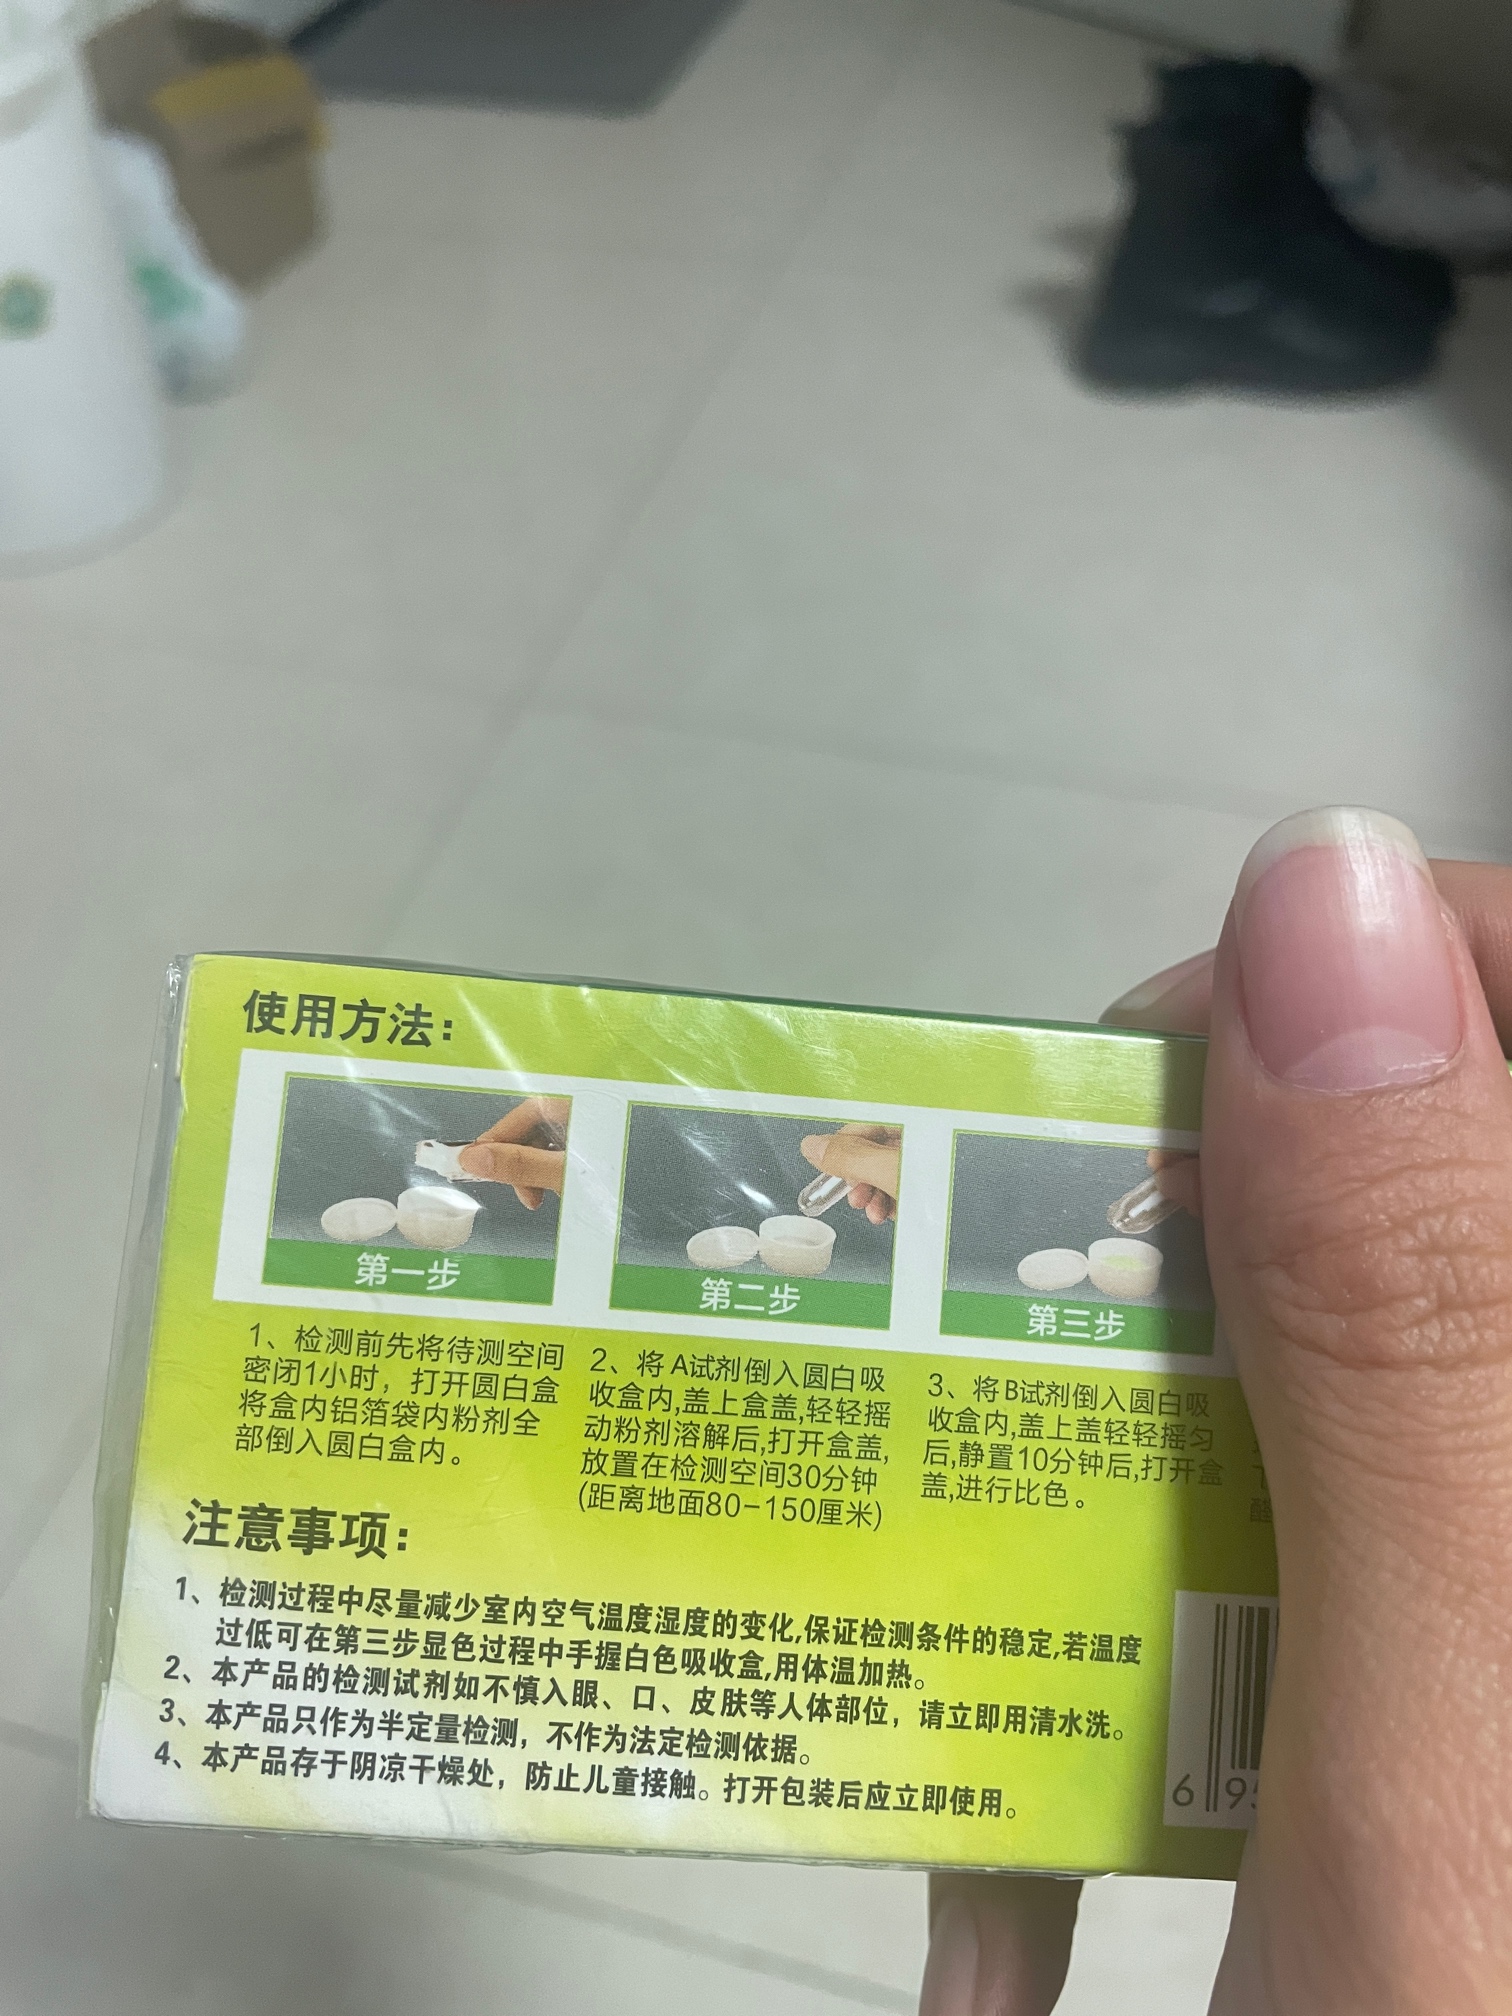 使用方法：
第一步
第二步
第三步
1、检测前先将待测空间
密闭1小时，打开圆白盒
将盒内铝箔袋内粉剂全
部倒入圆白盒内。
2、将A试剂倒入圆白吸
收盒内,盖上盒盖,轻轻摇
动粉剂溶解后,打开盒盖,
放置在检测空间30分钟
(距离地面80-150厘米)
3、将B试剂倒入圆白吸
收盒内,盖上盖轻轻摇匀
后,静置10分钟后,打开盒
盖,进行比色。
注意事项：
1、检测过程中尽量减少室内空气温度湿度的变化,保证检测条件的稳定,若温度
过低可在第三步显色过程中手握白色吸收盒,用体温加热。
2、本产品的检测试剂如不慎入眼、口、皮肤等人体部位，请立即用清水洗。
3、本产品只作为半定量检测，不作为法定检测依据。
4、本产品存于阴凉干燥处，防止儿童接触。打开包装后应立即使用。
6 9